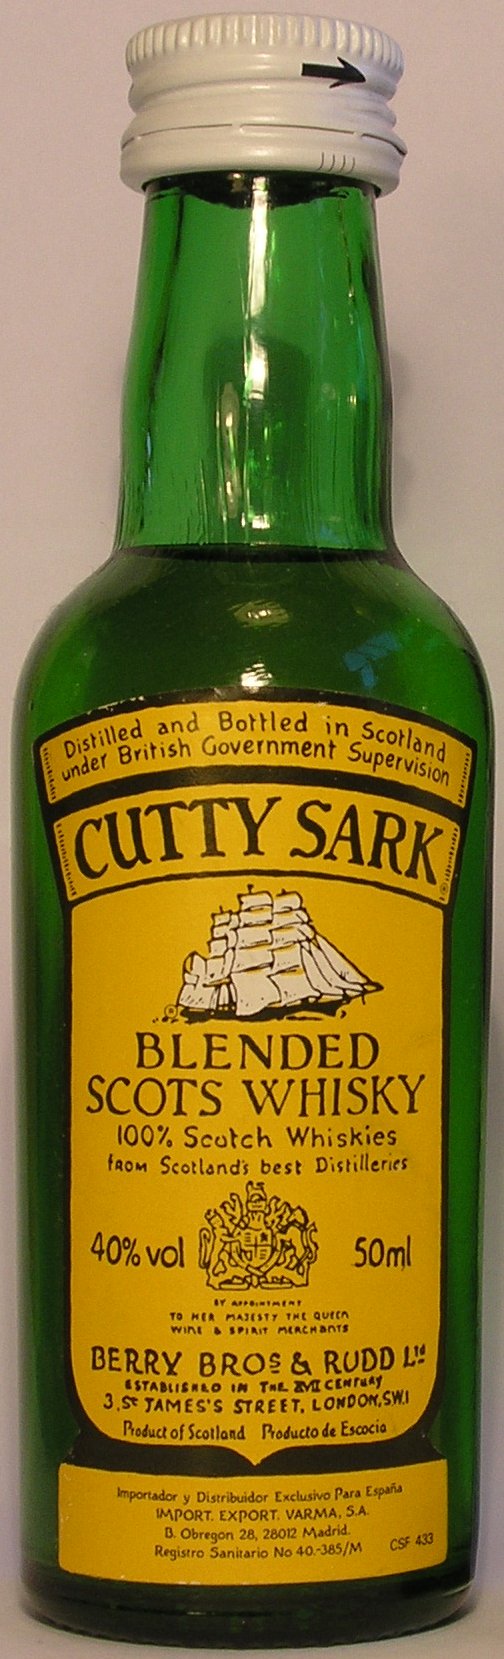 Distilled and Bottled in Scotland
under British Government Supervision
CUTTY SARK
BLENDED
SCOTS WHISKY
100% Scotch Whiskies
from Scotland's best Distilleries
40% vol 50ml
BY APPOINTMENT
TO HER MAJESTY THE QUEEN
WINE & SPIRIT MERCHANTS
BERRY BROS & RUDD LTD
ESTABLISHED IN THE XVII CENTURY
3, ST JAMES'S STREET, LONDON, S.W.1
Product of Scotland Producto de Escocia
Importador y Distribuidor Exclusivo Para España
IMPORT. EXPORT. VARMA, S.A.
B. Obregon 28, 28012 Madrid.
Registro Sanitario No 40.-385/M
CSF 433